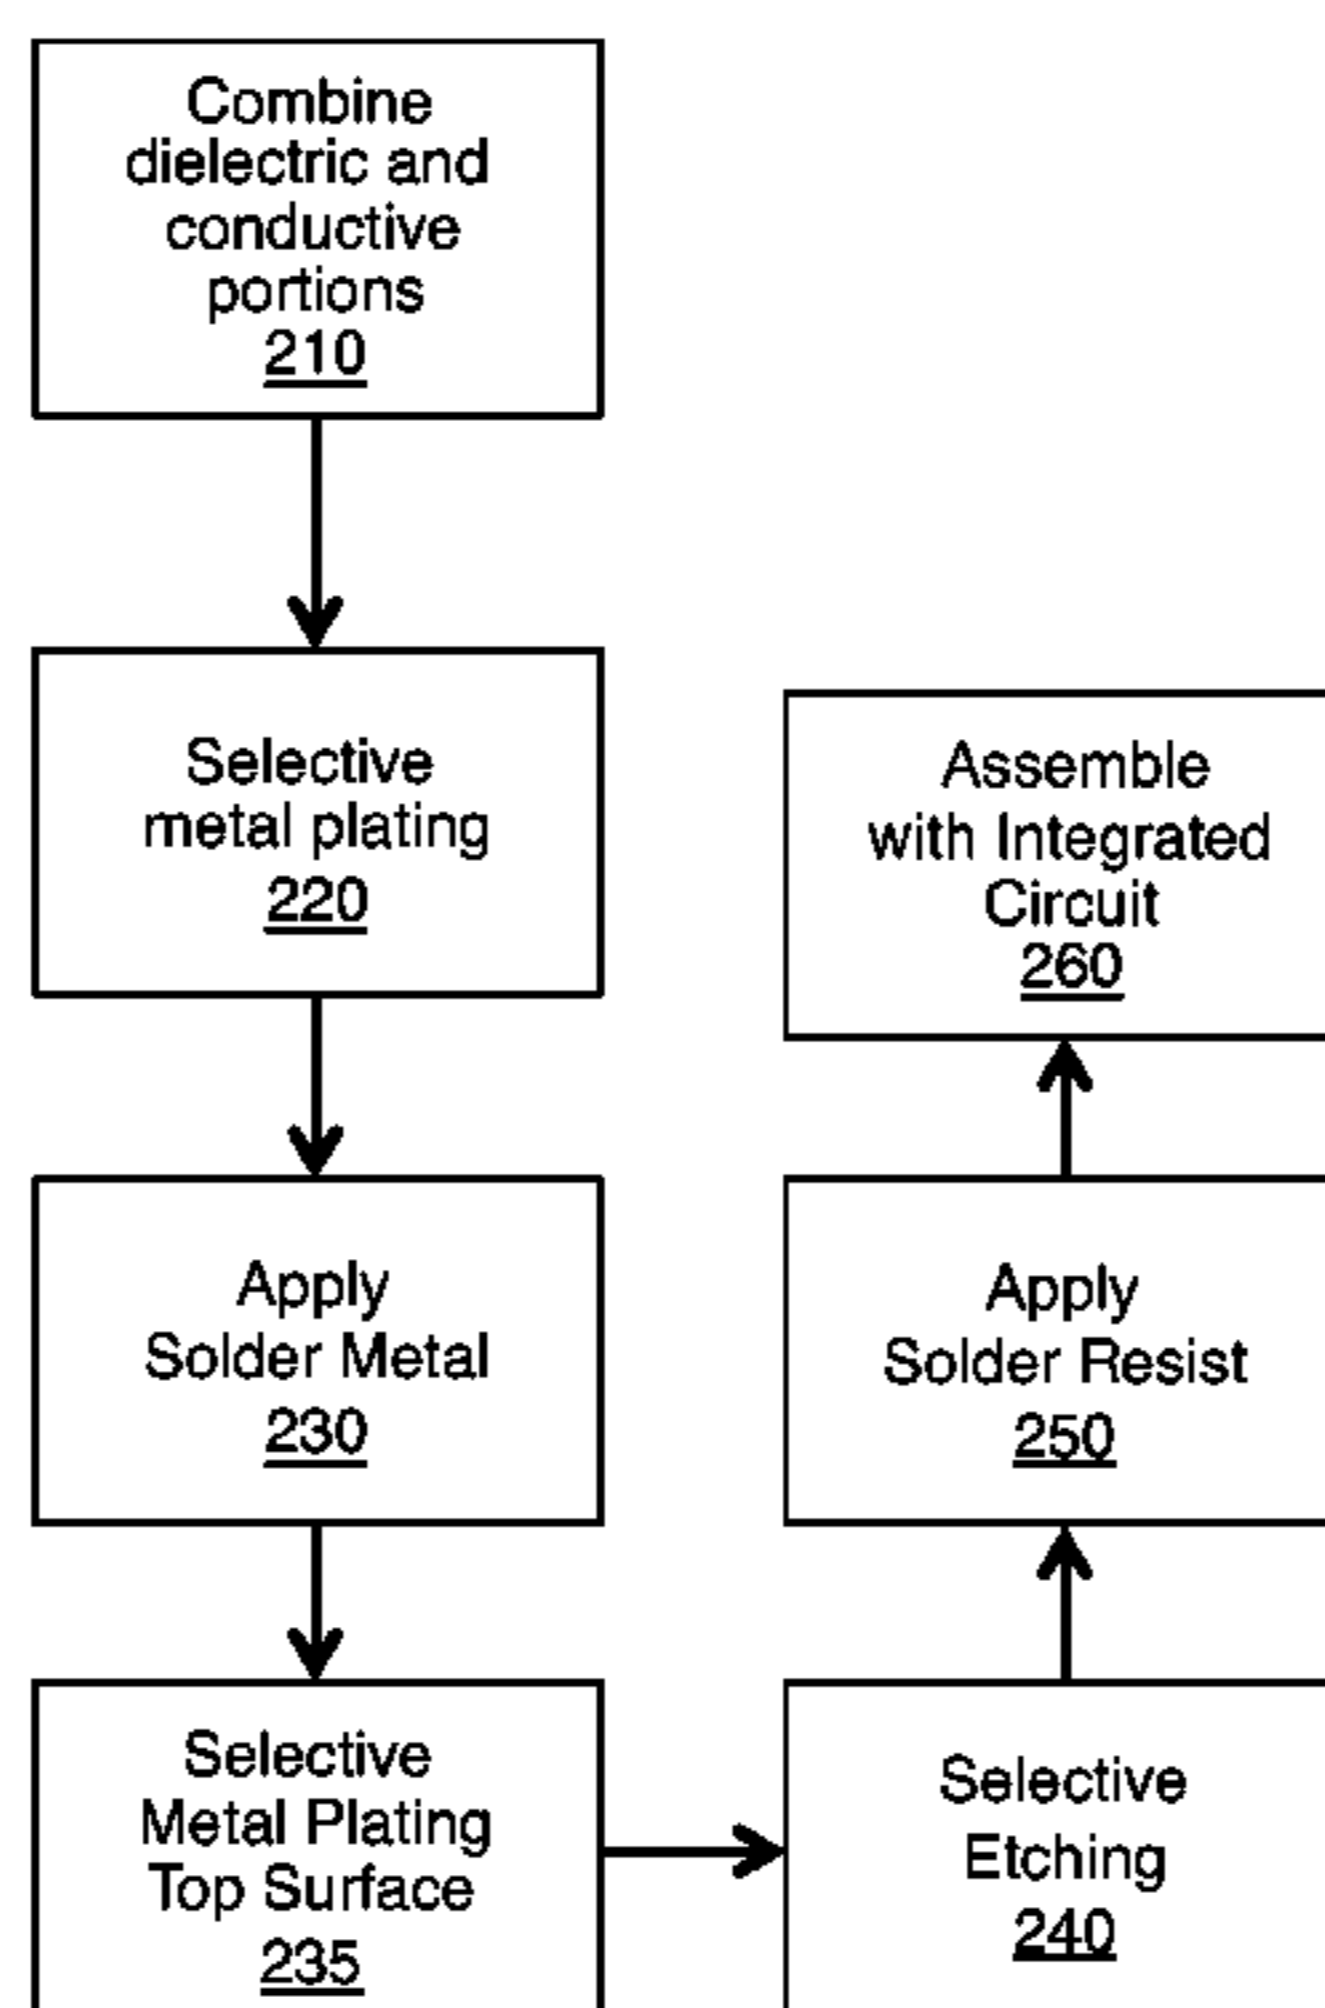 Combine
dielectric and
conductive
portions
210
Selective
metal plating
220
Apply
Solder Metal
230
Selective
Metal Plating
Top Surface
235
Selective
Etching
240
Apply
Solder Resist
250
Assemble
with Integrated
Circuit
260